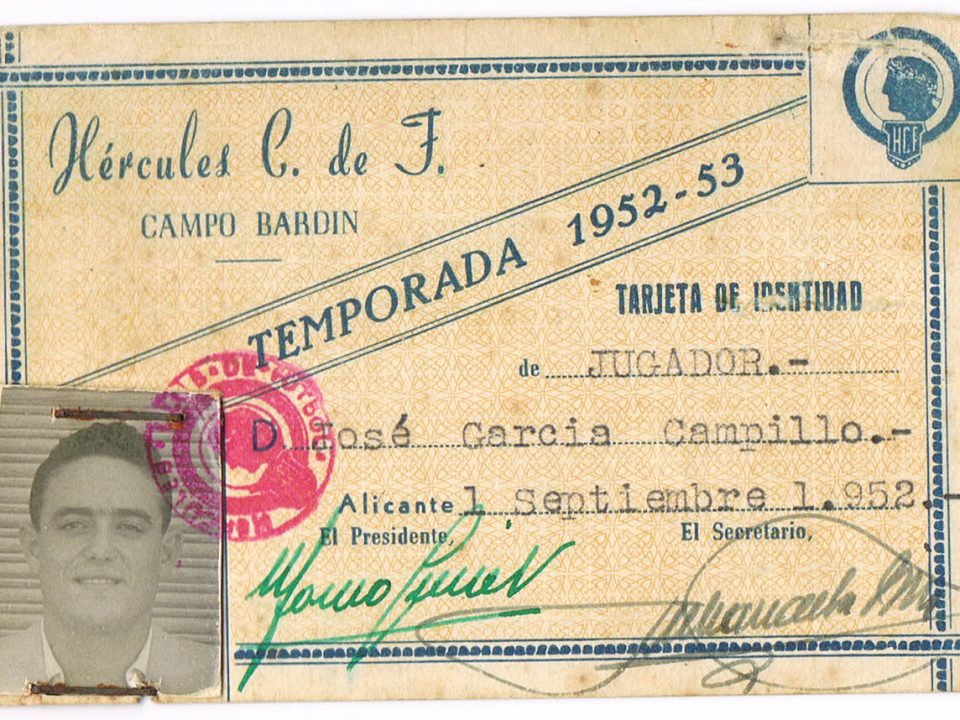 Hércules C. de F.
CAMPO BARDIN
HCF
TEMPORADA 1952-53
TARJETA DE IDENTIDAD
de JUGADOR.-
D. José Garcia Campillo.-
Alicante 1 Septiembre 1.952.-
El Presidente,
El Secretario,